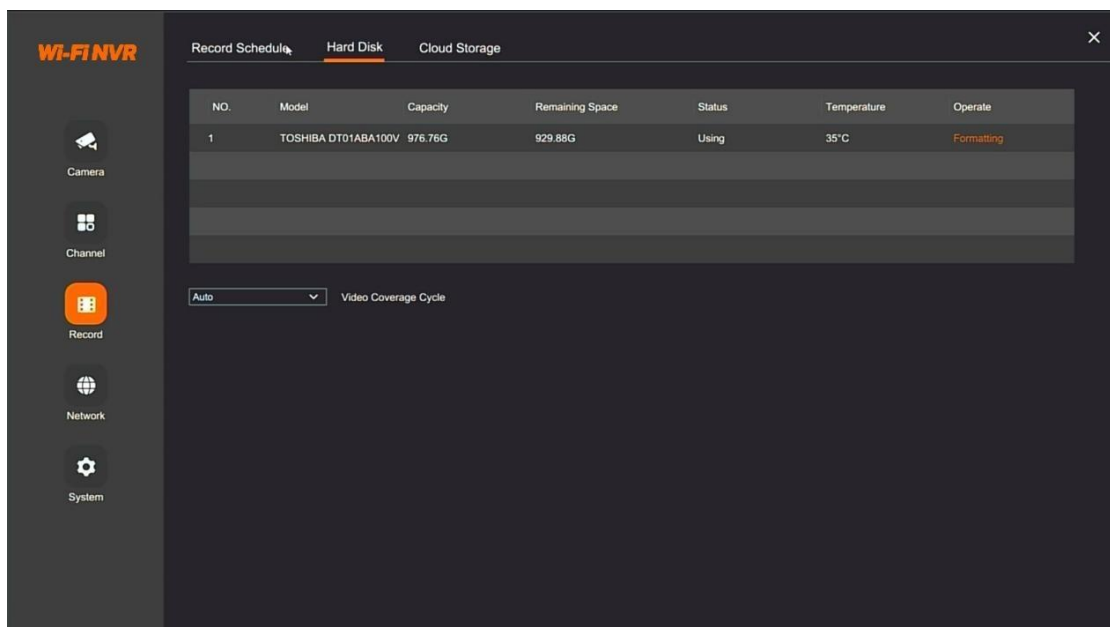 Wi-Fi NVR
Record Schedule Hard Disk Cloud Storage
NO. Model Capacity Remaining Space Status Temperature Operate
1 TOSHIBA DT01ABA100V 976.76G 929.88G Using 35°C Formatting
Camera
Channel
Auto Video Coverage Cycle
Record
Network
System